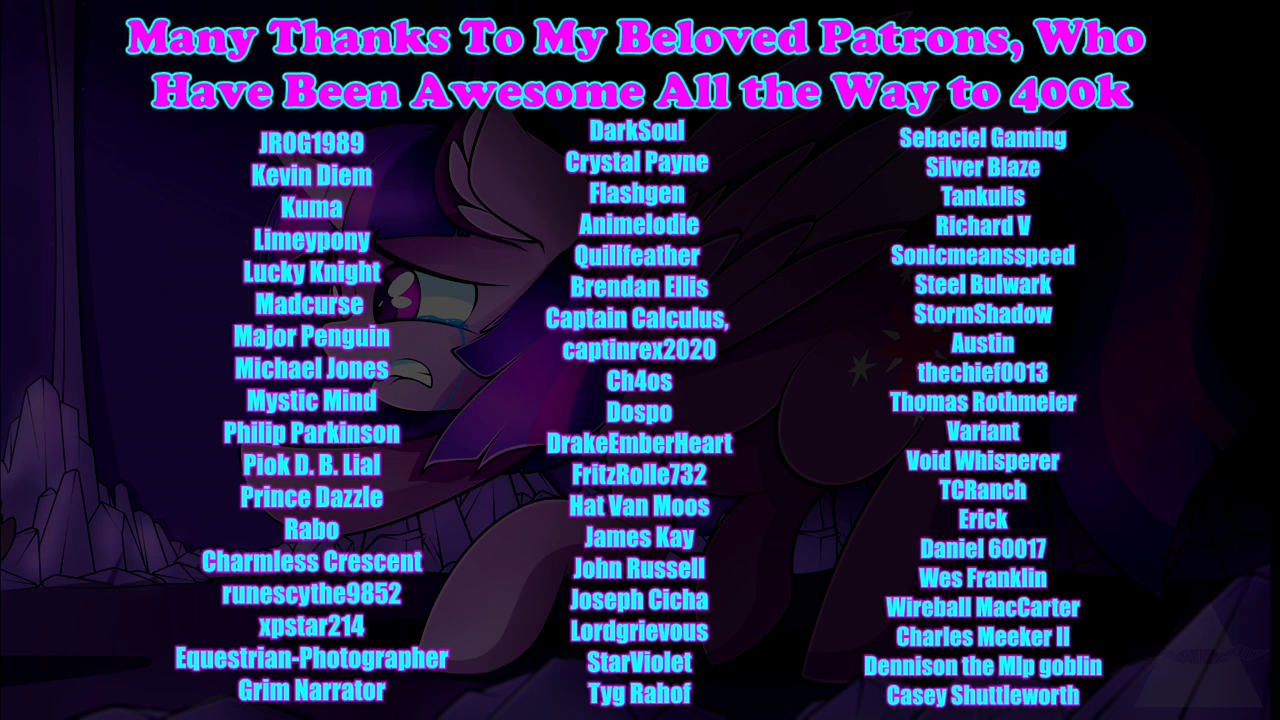 Many Thanks To My Beloved Patrons, Who
Have Been Awesome All the Way to 400k
JROG1989
Kevin Diem
Kuma
Limeypony
Lucky Knight
Madcurse
Major Penguin
Michael Jones
Mystic Mind
Philip Parkinson
Piok D. B. Lial
Prince Dazzle
Rabo
Charmless Crescent
runescythe9852
xpstar214
Equestrian-Photographer
Grim Narrator
DarkSoul
Crystal Payne
Flashgen
Animelodie
Quillfeather
Brendan Ellis
Captain Calculus,
captinrex2020
Ch4os
Dospo
DrakeEmberHeart
FritzRolle732
Hat Van Moos
James Kay
John Russell
Joseph Cicha
Lordgrievous
StarViolet
Tyg Rahof
Sebaciel Gaming
Silver Blaze
Tankulis
Richard V
Sonicmeansspeed
Steel Bulwark
StormShadow
Austin
thechief0013
Thomas Rothmeier
Variant
Void Whisperer
TCRanch
Erick
Daniel 60017
Wes Franklin
Wireball MacCarter
Charles Meeker II
Dennison the Mlp goblin
Casey Shuttleworth